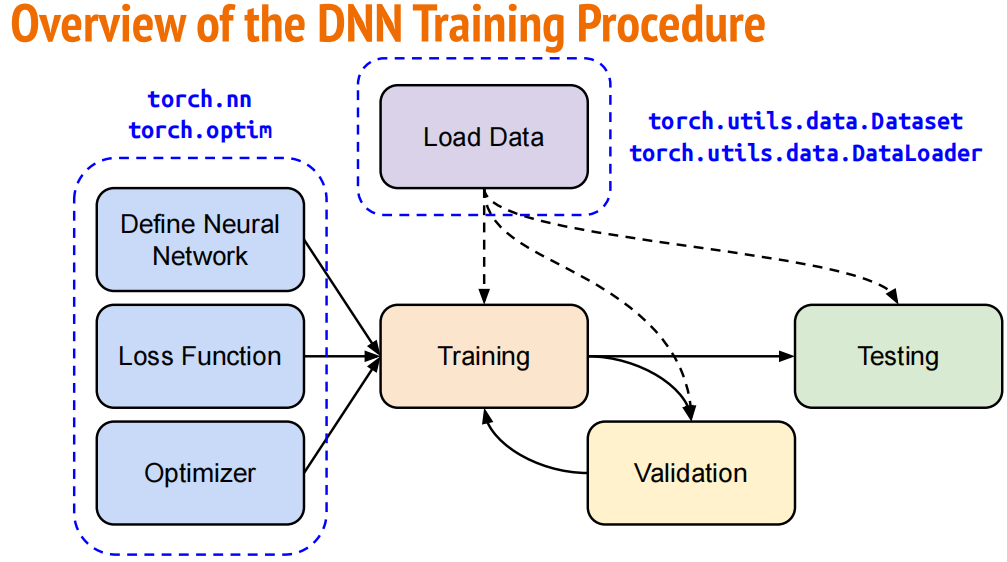 Overview of the DNN Training Procedure
torch.nn
torch.optim
Load Data
torch.utils.data.Dataset
torch.utils.data.DataLoader
Define Neural
Network
Loss Function
Optimizer
Training
Validation
Testing